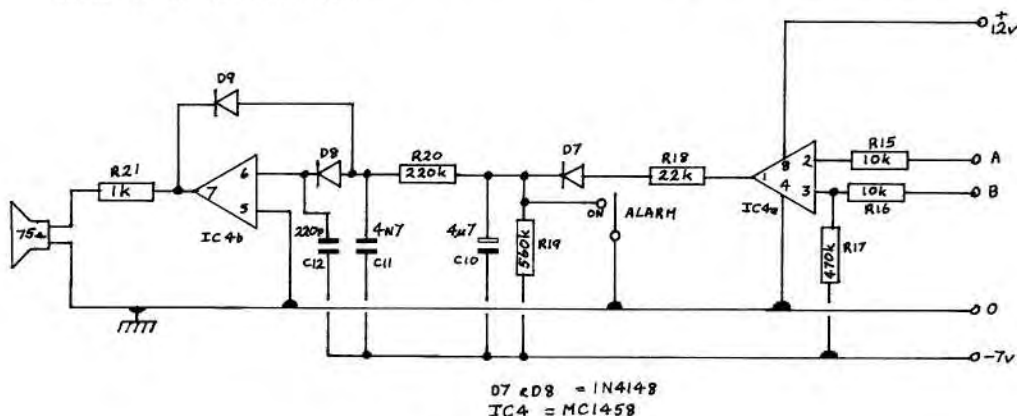 +
12v
D9
D8
D7
R21
1k
R20
220k
R18
22k
R15
10k
A
B
10k
R16
6
7
5
IC4b
8
1
2
4
3
IC4a
ON
ALARM
75Ω
220p
C12
4N7
C11
4µ7
C10
560k
R19
470k
R17
0
-7v
D7 & D8 = 1N4148
IC4 = MC1458